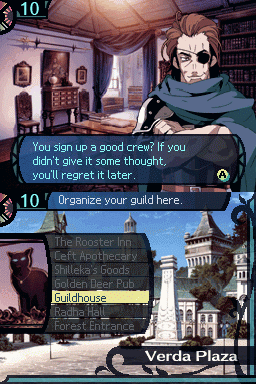 10
You sign up a good crew? If you
didn't give it some thought,
you'll regret it later.
A
10
Organize your guild here.
The Rooster Inn
Ceft Apothecary
Shilleka's Goods
Golden Deer Pub
Guildhouse
Radha Hall
Forest Entrance
Verda Plaza